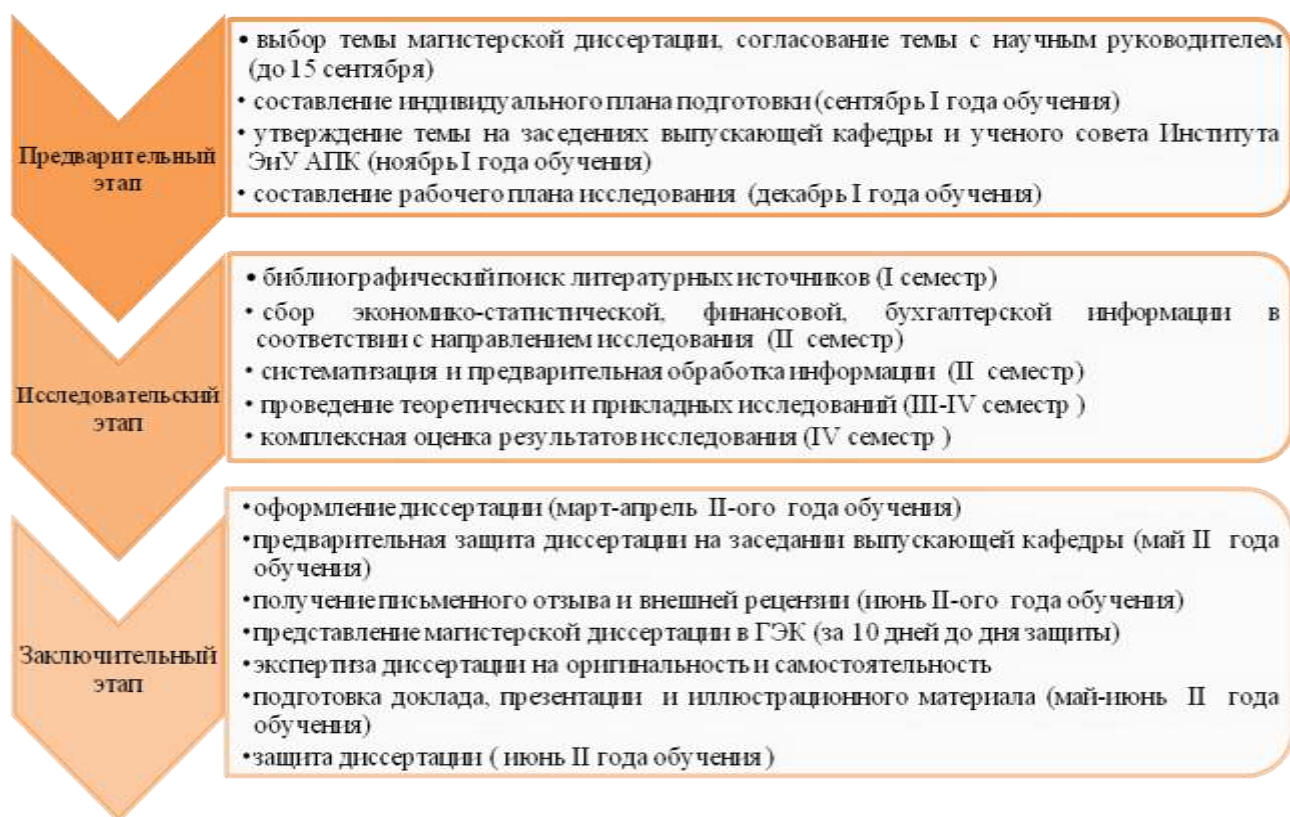 Предварительный
этап
• выбор темы магистерской диссертации, согласование темы с научным руководителем
(до 15 сентября)
• составление индивидуального плана подготовки (сентябрь I года обучения)
• утверждение темы на заседениях выпускающей кафедры и ученого совета Института
ЭиУ АПК (ноябрь I года обучения)
• составление рабочего плана исследования (декабрь I года обучения)
Исследовательский
этап
• библиографический поиск литературных источников (I семестр)
• сбор экономико-статистической, финансовой, бухгалтерской информации в
соответствии с направлением исследования (II семестр)
• систематизация и предварительная обработка информации (II семестр)
• проведение теоретических и прикладных исследований (III-IV семестр )
• комплексная оценка результатов исследования (IV семестр )
Заключительный
этап
•оформление диссертации (март-апрель II-ого года обучения)
•предварительная защита диссертации на заседании выпускающей кафедры (май II года
обучения)
•получение письменного отзыва и внешней рецензии (июнь II-ого года обучения)
•представление магистерской диссертации в ГЭК (за 10 дней до дня защиты)
•экспертиза диссертации на оригинальность и самостоятельность
•подготовка доклада, презентации и иллюстрационного материала (май-июнь II года
обучения)
•защита диссертации ( июнь II года обучения )